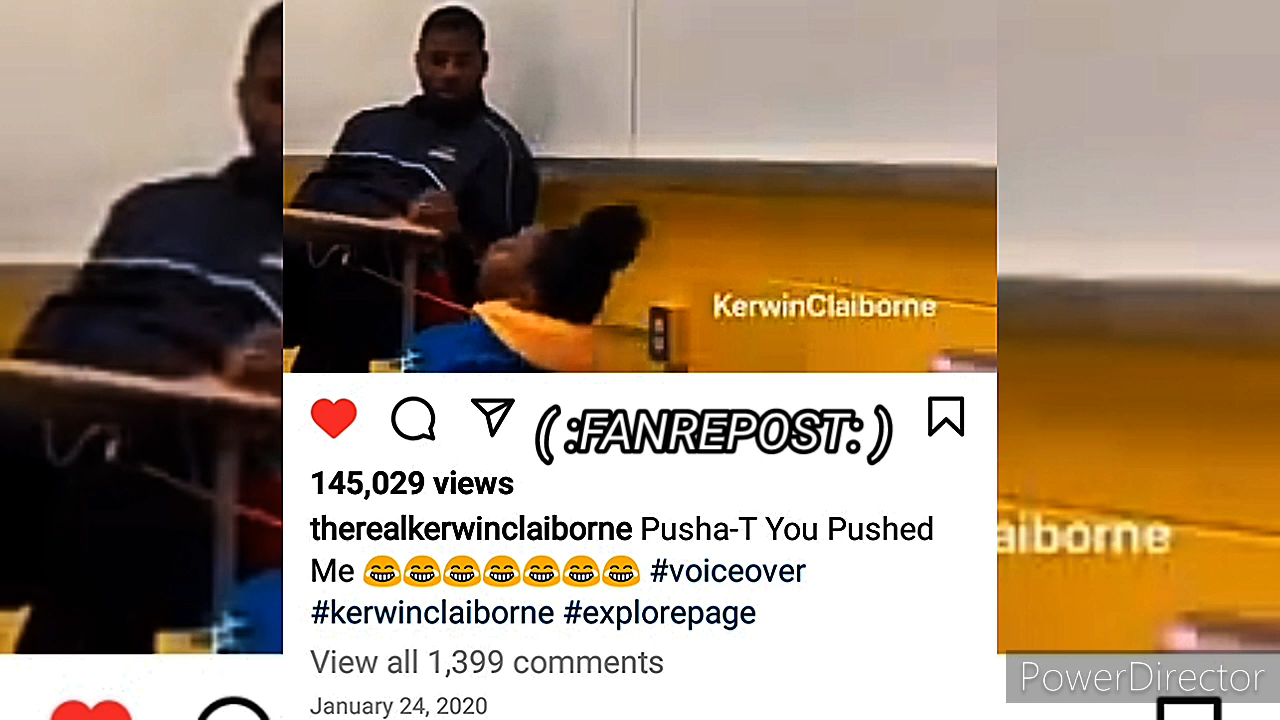 KerwinClaiborne
( :FANREPOST: )
145,029 views
therealkerwinclaiborne Pusha-T You Pushed
Me 😂😂😂😂😂😂😂 #voiceover
#kerwinclaiborne #explorepage
View all 1,399 comments
January 24, 2020
aiborne
PowerDirector